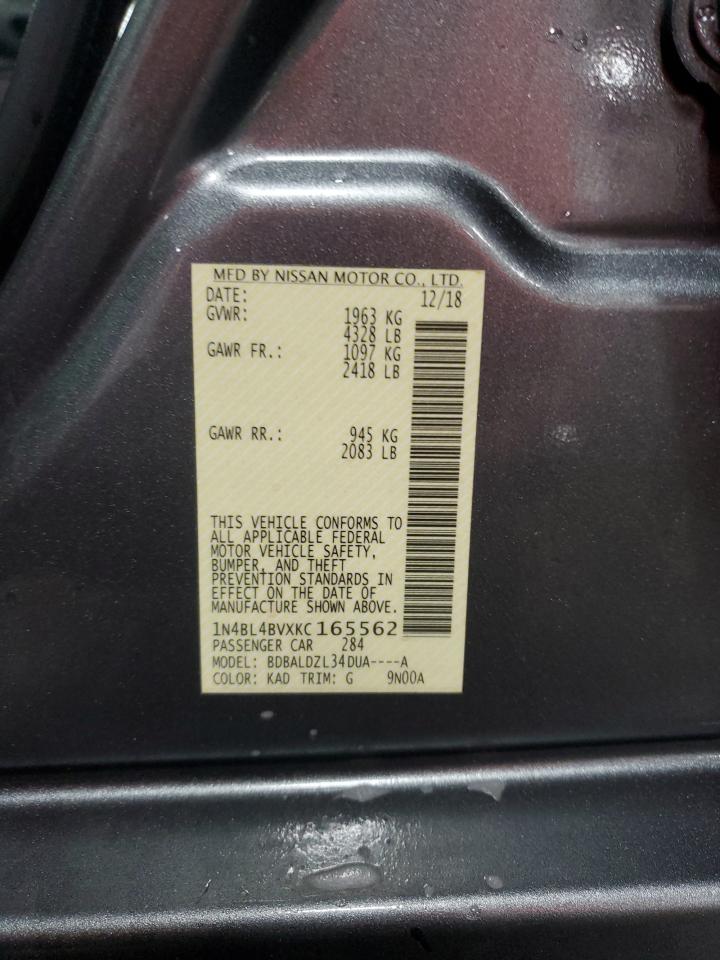 MFD BY NISSAN MOTOR CO., LTD.
DATE: 12/18
GVWR: 1963 KG
4328 LB
GAWR FR.: 1097 KG
2418 LB
GAWR RR.: 945 KG
2083 LB
THIS VEHICLE CONFORMS TO
ALL APPLICABLE FEDERAL
MOTOR VEHICLE SAFETY,
BUMPER, AND THEFT
PREVENTION STANDARDS IN
EFFECT ON THE DATE OF
MANUFACTURE SHOWN ABOVE.
1N4BL4BVXKC165562
PASSENGER CAR 284
MODEL: BDBALDZL34DUA----A
COLOR: KAD TRIM: G 9N00A